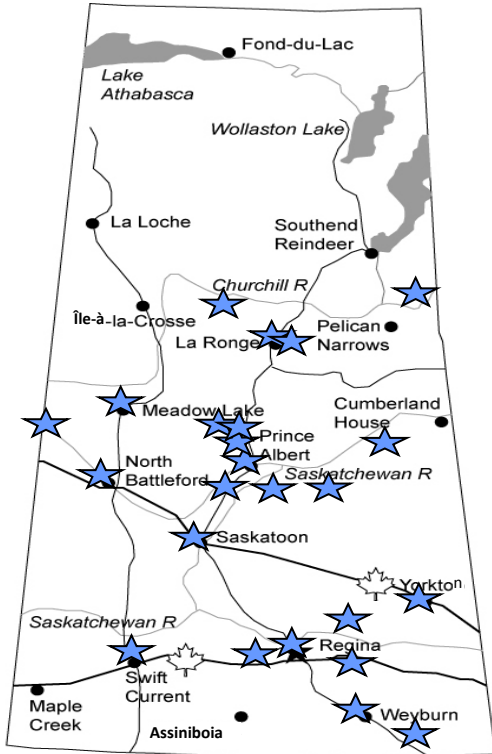 Fond-du-Lac
Lake
Athabasca
Wollaston Lake
La Loche
Southend
Reindeer
Churchill R
Île-à-la-Crosse
Pelican
Narrows
La Ronge
Meadow Lake
Cumberland
House
Prince
Albert
North
Battleford
Saskatchewan R
Saskatoon
Yorkton
Saskatchewan R
Regina
Swift
Current
Maple
Creek
Weyburn
Assiniboia